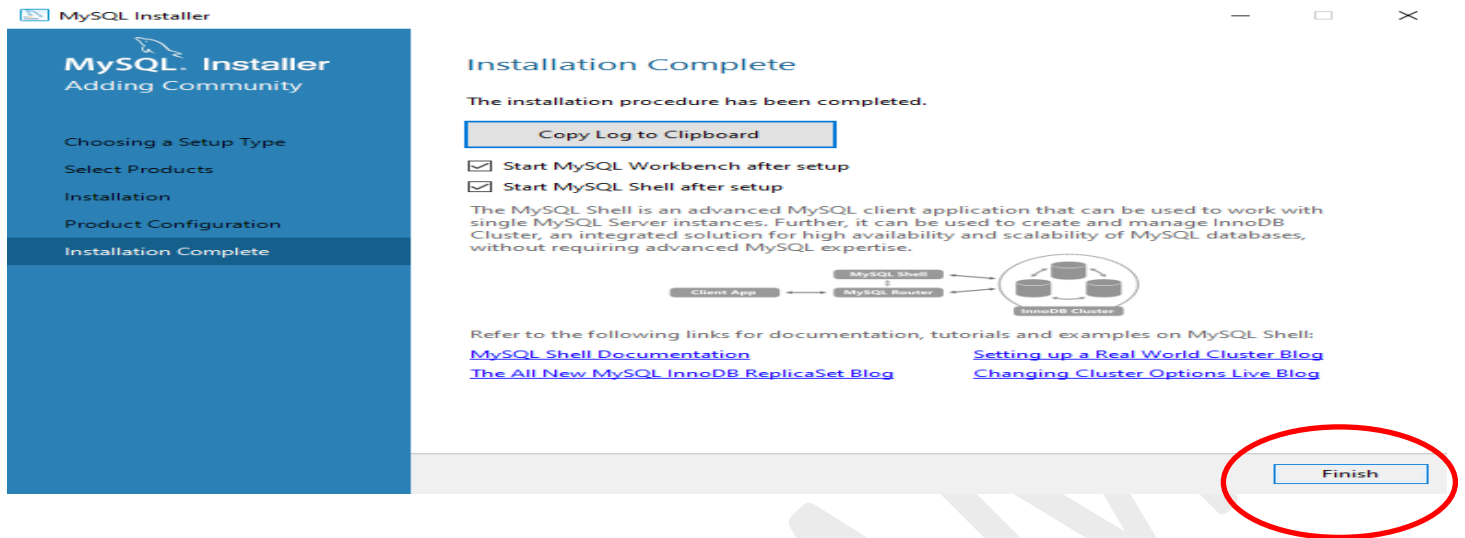 MySQL Installer
MySQL. Installer
Adding Community
Choosing a Setup Type
Select Products
Installation
Product Configuration
Installation Complete
Installation Complete
The installation procedure has been completed.
Copy Log to Clipboard
Start MySQL Workbench after setup
Start MySQL Shell after setup
The MySQL Shell is an advanced MySQL client application that can be used to work with
single MySQL Server instances. Further, it can be used to create and manage InnoDB
Cluster, an integrated solution for high availability and scalability of MySQL databases,
without requiring advanced MySQL expertise.
MySQL Shell
Client App
MySQL Router
InnoDB Cluster
Refer to the following links for documentation, tutorials and examples on MySQL Shell:
MySQL Shell Documentation
Setting up a Real World Cluster Blog
The All New MySQL InnoDB ReplicaSet Blog
Changing Cluster Options Live Blog
Finish